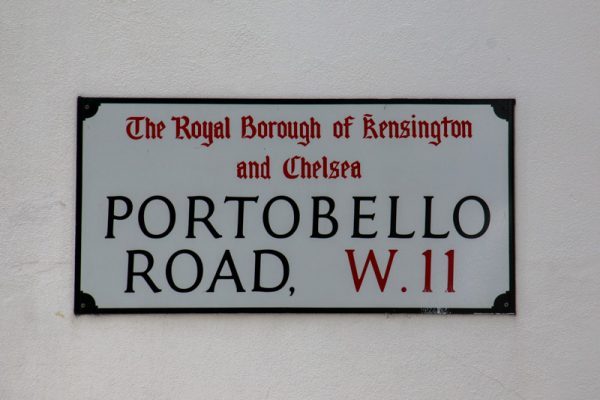 The Royal Borough of Kensington
and Chelsea
PORTOBELLO
ROAD, W.11